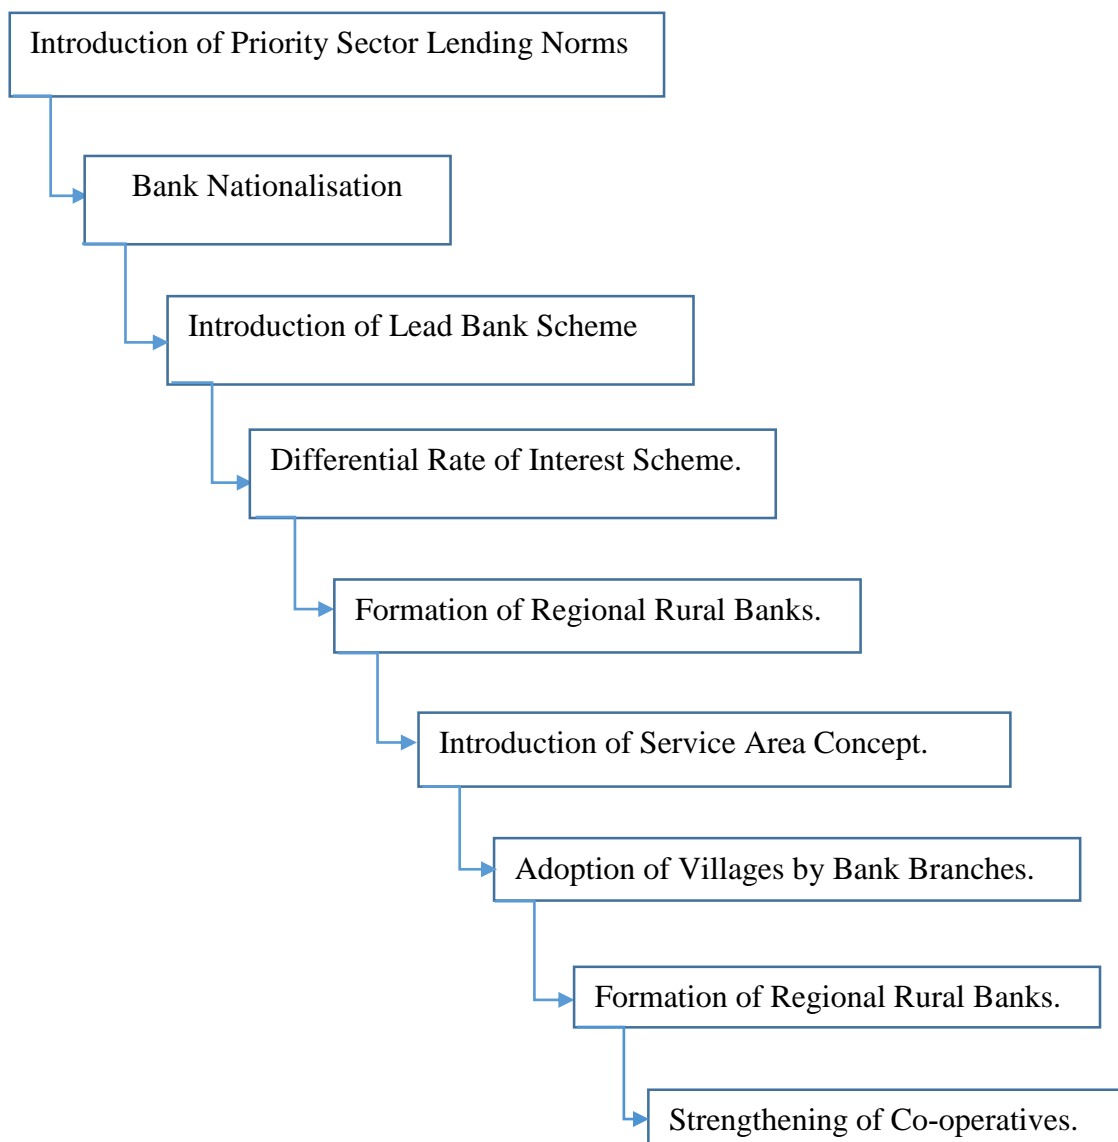 Introduction of Priority Sector Lending Norms
Bank Nationalisation
Introduction of Lead Bank Scheme
Differential Rate of Interest Scheme.
Formation of Regional Rural Banks.
Introduction of Service Area Concept.
Adoption of Villages by Bank Branches.
Formation of Regional Rural Banks.
Strengthening of Co-operatives.